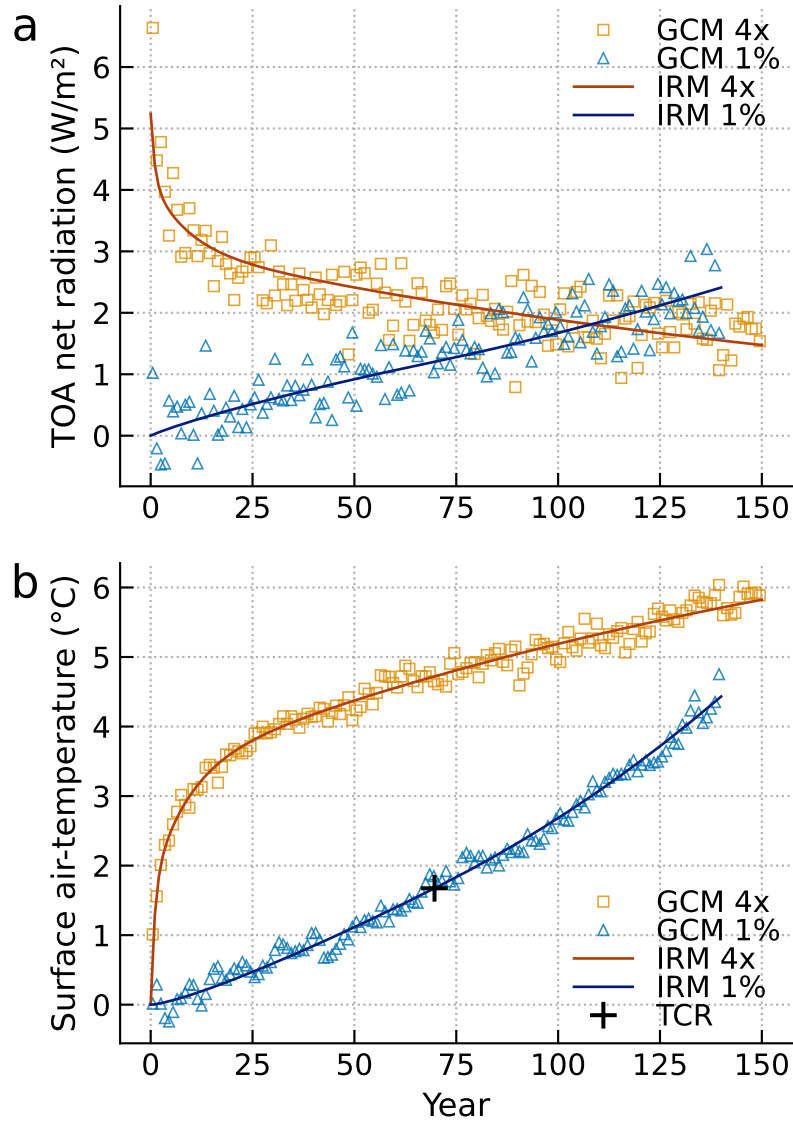 a
TOA net radiation (W/m²)
6
5
4
3
2
1
0
GCM 4x
GCM 1%
IRM 4x
IRM 1%
0 25 50 75 100 125 150
b
Surface air-temperature (°C)
6
5
4
3
2
1
0
GCM 4x
GCM 1%
IRM 4x
IRM 1%
TCR
0 25 50 75 100 125 150
Year